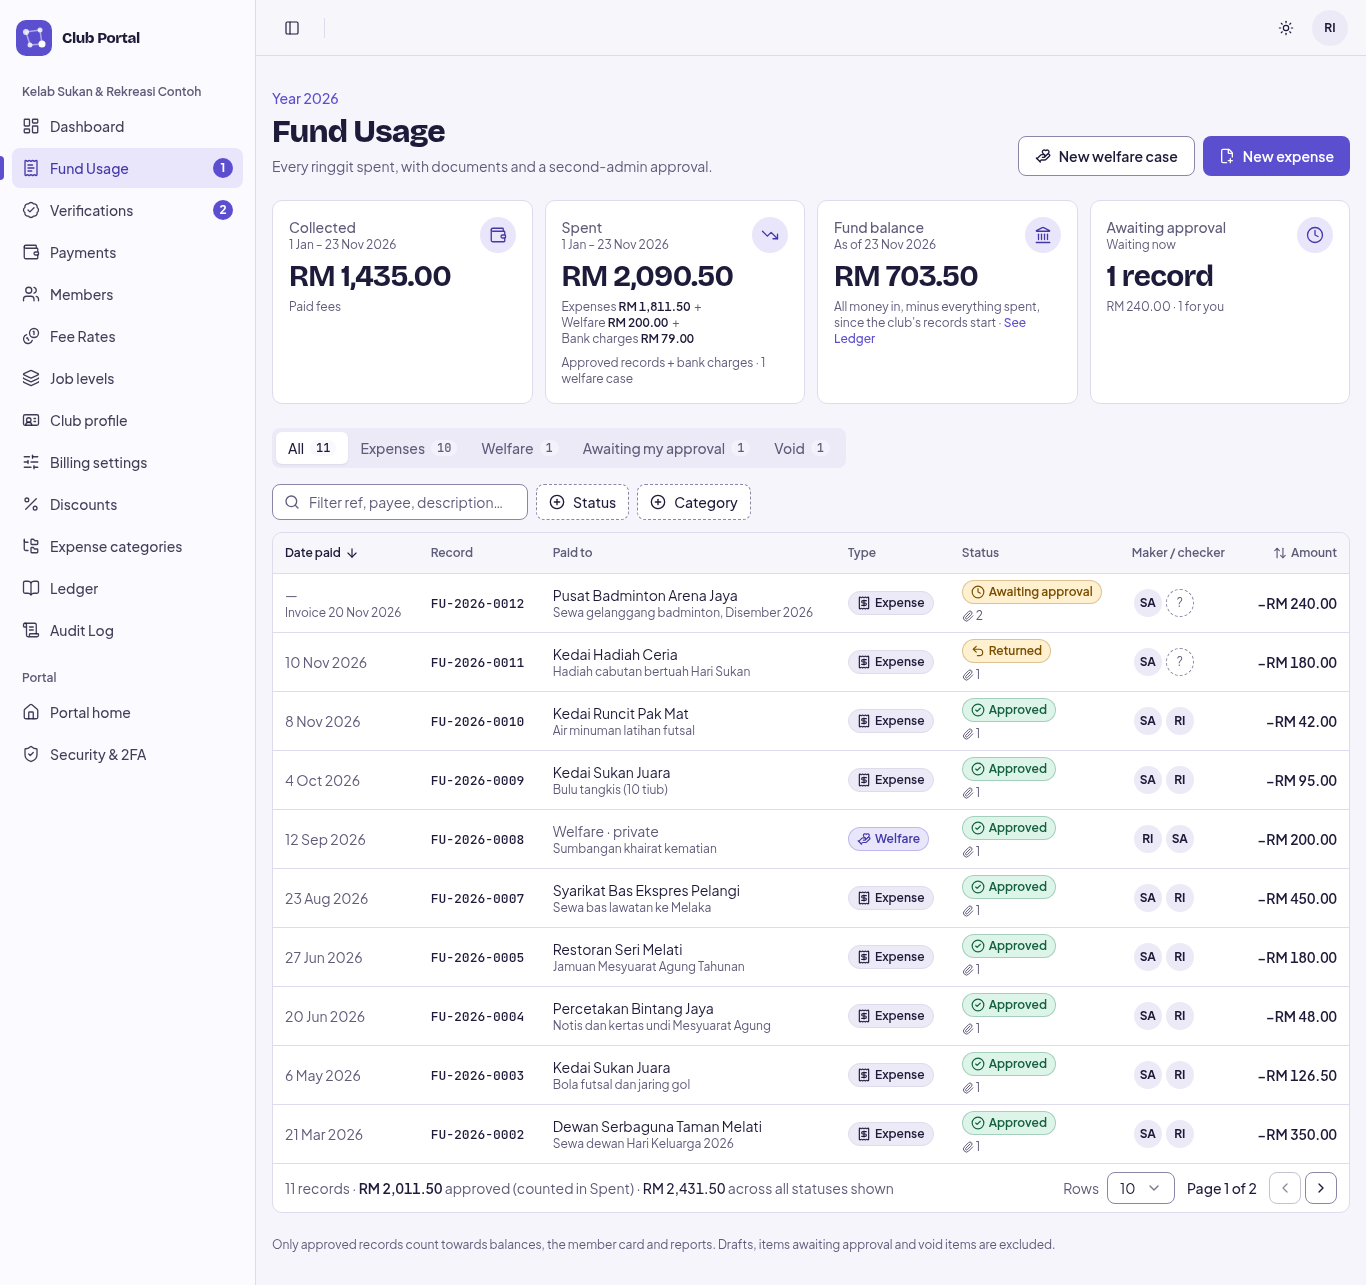 Club Portal
RI
Kelab Sukan & Rekreasi Contoh
Dashboard
Fund Usage 1
Verifications 2
Payments
Members
Fee Rates
Job levels
Club profile
Billing settings
Discounts
Expense categories
Ledger
Audit Log
Portal
Portal home
Security & 2FA
Year 2026
Fund Usage
Every ringgit spent, with documents and a second-admin approval.
New welfare case
New expense
Collected
1 Jan – 23 Nov 2026
RM 1,435.00
Paid fees
Spent
1 Jan – 23 Nov 2026
RM 2,090.50
Expenses RM 1,811.50 +
Welfare RM 200.00 +
Bank charges RM 79.00
Approved records + bank charges · 1
welfare case
Fund balance
As of 23 Nov 2026
RM 703.50
All money in, minus everything spent,
since the club's records start · See
Ledger
Awaiting approval
Waiting now
1 record
RM 240.00 · 1 for you
All 11 Expenses 10 Welfare 1 Awaiting my approval 1 Void 1
Filter ref, payee, description… Status Category
Date paid Record Paid to Type Status Maker / checker Amount
— FU-2026-0012 Pusat Badminton Arena Jaya Expense Awaiting approval SA ? −RM 240.00
Invoice 20 Nov 2026 Sewa gelanggang badminton, Disember 2026 2
10 Nov 2026 FU-2026-0011 Kedai Hadiah Ceria Expense Returned SA ? −RM 180.00
Hadiah cabutan bertuah Hari Sukan 1
8 Nov 2026 FU-2026-0010 Kedai Runcit Pak Mat Expense Approved SA RI −RM 42.00
Air minuman latihan futsal 1
4 Oct 2026 FU-2026-0009 Kedai Sukan Juara Expense Approved SA RI −RM 95.00
Bulu tangkis (10 tiub) 1
12 Sep 2026 FU-2026-0008 Welfare · private Welfare Approved RI SA −RM 200.00
Sumbangan khairat kematian 1
23 Aug 2026 FU-2026-0007 Syarikat Bas Ekspres Pelangi Expense Approved SA RI −RM 450.00
Sewa bas lawatan ke Melaka 1
27 Jun 2026 FU-2026-0005 Restoran Seri Melati Expense Approved SA RI −RM 180.00
Jamuan Mesyuarat Agung Tahunan 1
20 Jun 2026 FU-2026-0004 Percetakan Bintang Jaya Expense Approved SA RI −RM 48.00
Notis dan kertas undi Mesyuarat Agung 1
6 May 2026 FU-2026-0003 Kedai Sukan Juara Expense Approved SA RI −RM 126.50
Bola futsal dan jaring gol 1
21 Mar 2026 FU-2026-0002 Dewan Serbaguna Taman Melati Expense Approved SA RI −RM 350.00
Sewa dewan Hari Keluarga 2026 1
11 records · RM 2,011.50 approved (counted in Spent) · RM 2,431.50 across all statuses shown Rows 10 Page 1 of 2
Only approved records count towards balances, the member card and reports. Drafts, items awaiting approval and void items are excluded.